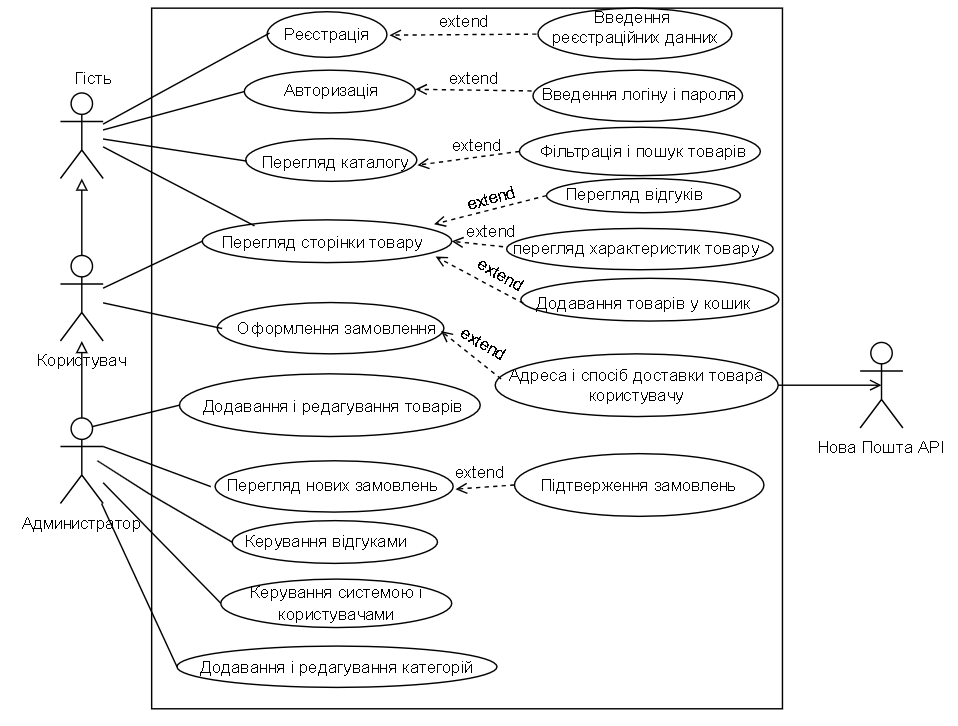 Введення
extend
реєстраційних данних
Реєстрація
Гість
extend
Авторизація
Введення логіну і пароля
extend
Фільтрація і пошук товарів
Перегляд каталогу
extend
Перегляд відгуків
extend
Перегляд сторінки товару
перегляд характеристик товару
extend
Додавання товарів у кошик
Оформлення замовлення
extend
Користувач
Адреса і спосіб доставки товара
користувачу
Додавання і редагування товарів
Нова Пошта API
extend
Перегляд нових замовлень
Підтверження замовлень
Администратор
Керування відгуками
Керування системою і
користувачами
Додавання і редагування категорій